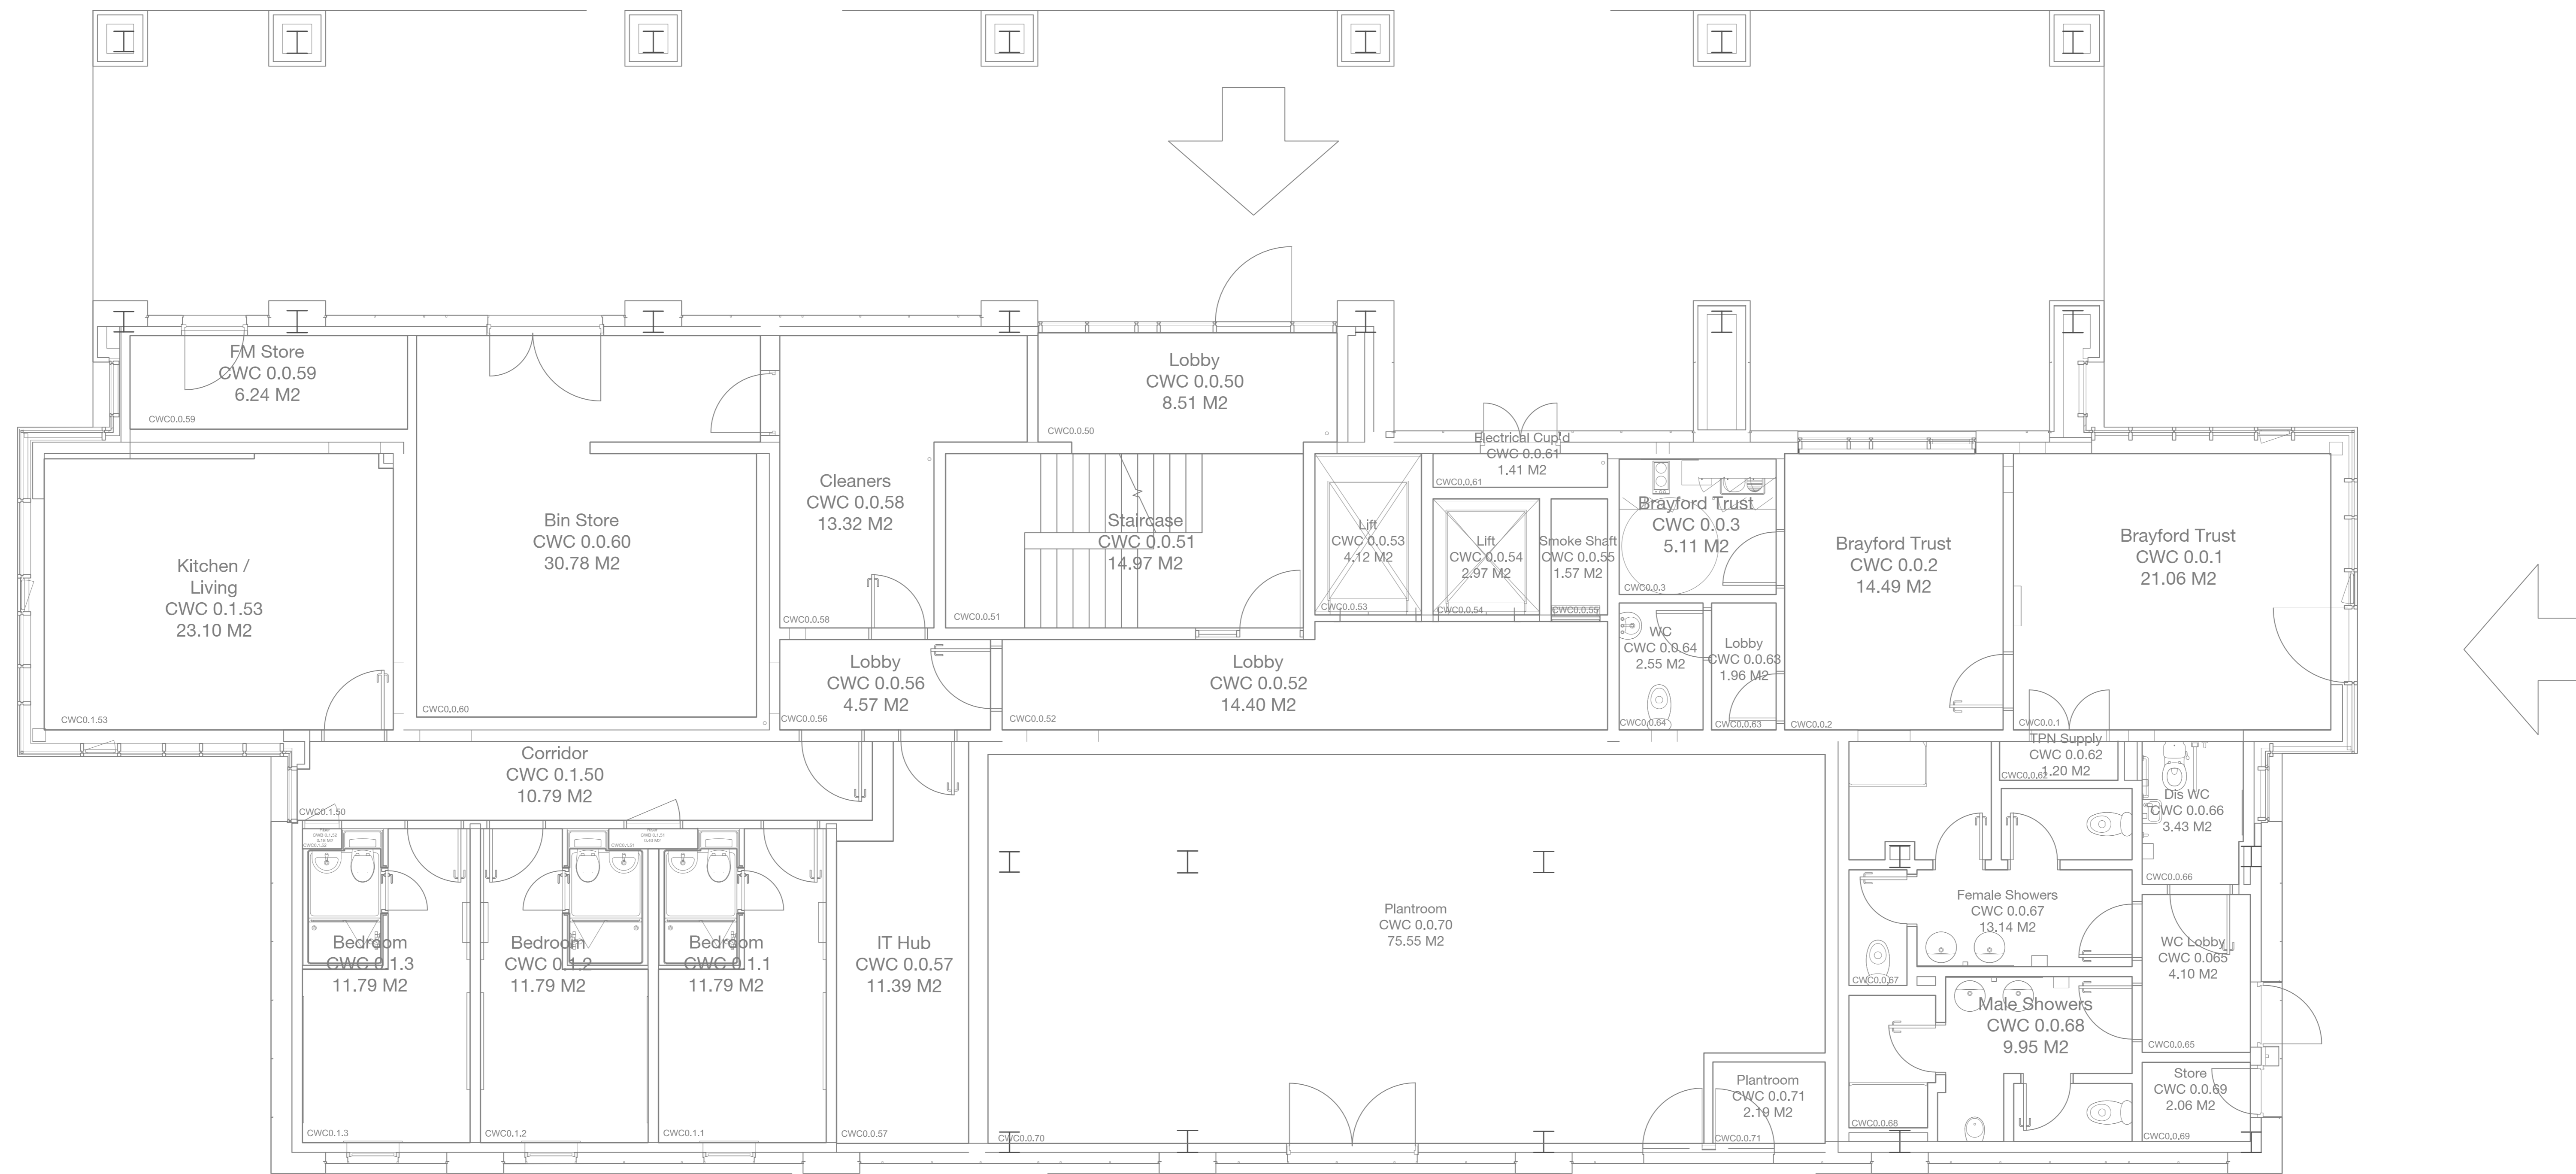 FM Store
CWC 0.0.59
6.24 M2
CWC0.0.59
Lobby
CWC 0.0.50
8.51 M2
CWC0.0.50
Electrical Cup'd
CWC 0.0.61
1.41 M2
CWC0.0.61
Kitchen /
Living
CWC 0.1.53
23.10 M2
CWC0.1.53
Bin Store
CWC 0.0.60
30.78 M2
CWC0.0.60
Cleaners
CWC 0.0.58
13.32 M2
CWC0.0.58
Staircase
CWC 0.0.51
14.97 M2
CWC0.0.51
Lift
CWC 0.0.53
4.12 M2
CWC0.0.53
Lift
CWC 0.0.54
2.97 M2
CWC0.0.54
Smoke Shaft
CWC 0.0.55
1.57 M2
CWC0.0.55
Brayford Trust
CWC 0.0.3
5.11 M2
CWC0.0.3
Brayford Trust
CWC 0.0.2
14.49 M2
CWC0.0.2
Brayford Trust
CWC 0.0.1
21.06 M2
CWC0.0.1
Lobby
CWC 0.0.56
4.57 M2
CWC0.0.56
Lobby
CWC 0.0.52
14.40 M2
CWC0.0.52
WC
CWC 0.0.64
2.55 M2
CWC0.0.64
Lobby
CWC 0.0.63
1.96 M2
CWC0.0.63
Corridor
CWC 0.1.50
10.79 M2
CWC0.1.50
TPN Supply
CWC 0.0.62
1.20 M2
CWC0.0.62
Dis WC
CWC 0.0.66
3.43 M2
CWC0.0.66
Bedroom
CWC 0.1.3
11.79 M2
CWC0.1.3
Bedroom
CWC 0.1.2
11.79 M2
CWC0.1.2
Bedroom
CWC 0.1.1
11.79 M2
CWC0.1.1
IT Hub
CWC 0.0.57
11.39 M2
CWC0.0.57
Plantroom
CWC 0.0.70
75.55 M2
CWC0.0.70
Female Showers
CWC 0.0.67
13.14 M2
CWC0.0.67
WC Lobby
CWC 0.065
4.10 M2
CWC0.0.65
Male Showers
CWC 0.0.68
9.95 M2
CWC0.0.68
Plantroom
CWC 0.0.71
2.19 M2
CWC0.0.71
Store
CWC 0.0.69
2.06 M2
CWC0.0.69